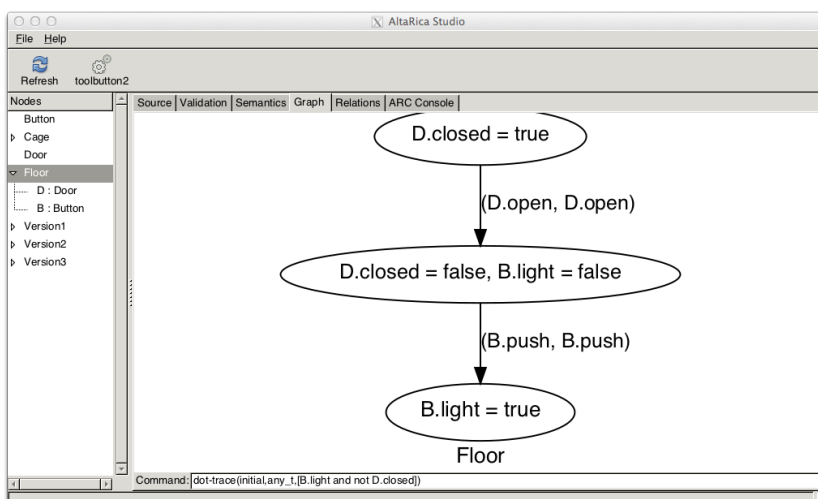 AltaRica Studio
File Help
Refresh toolbutton2
Nodes
Button
Cage
Door
Floor
D : Door
B : Button
Version1
Version2
Version3
Source Validation Semantics Graph Relations ARC Console
D.closed = true
(D.open, D.open)
D.closed = false, B.light = false
(B.push, B.push)
B.light = true
Floor
Command: dot-trace(initial,any_t,[B.light and not D.closed])